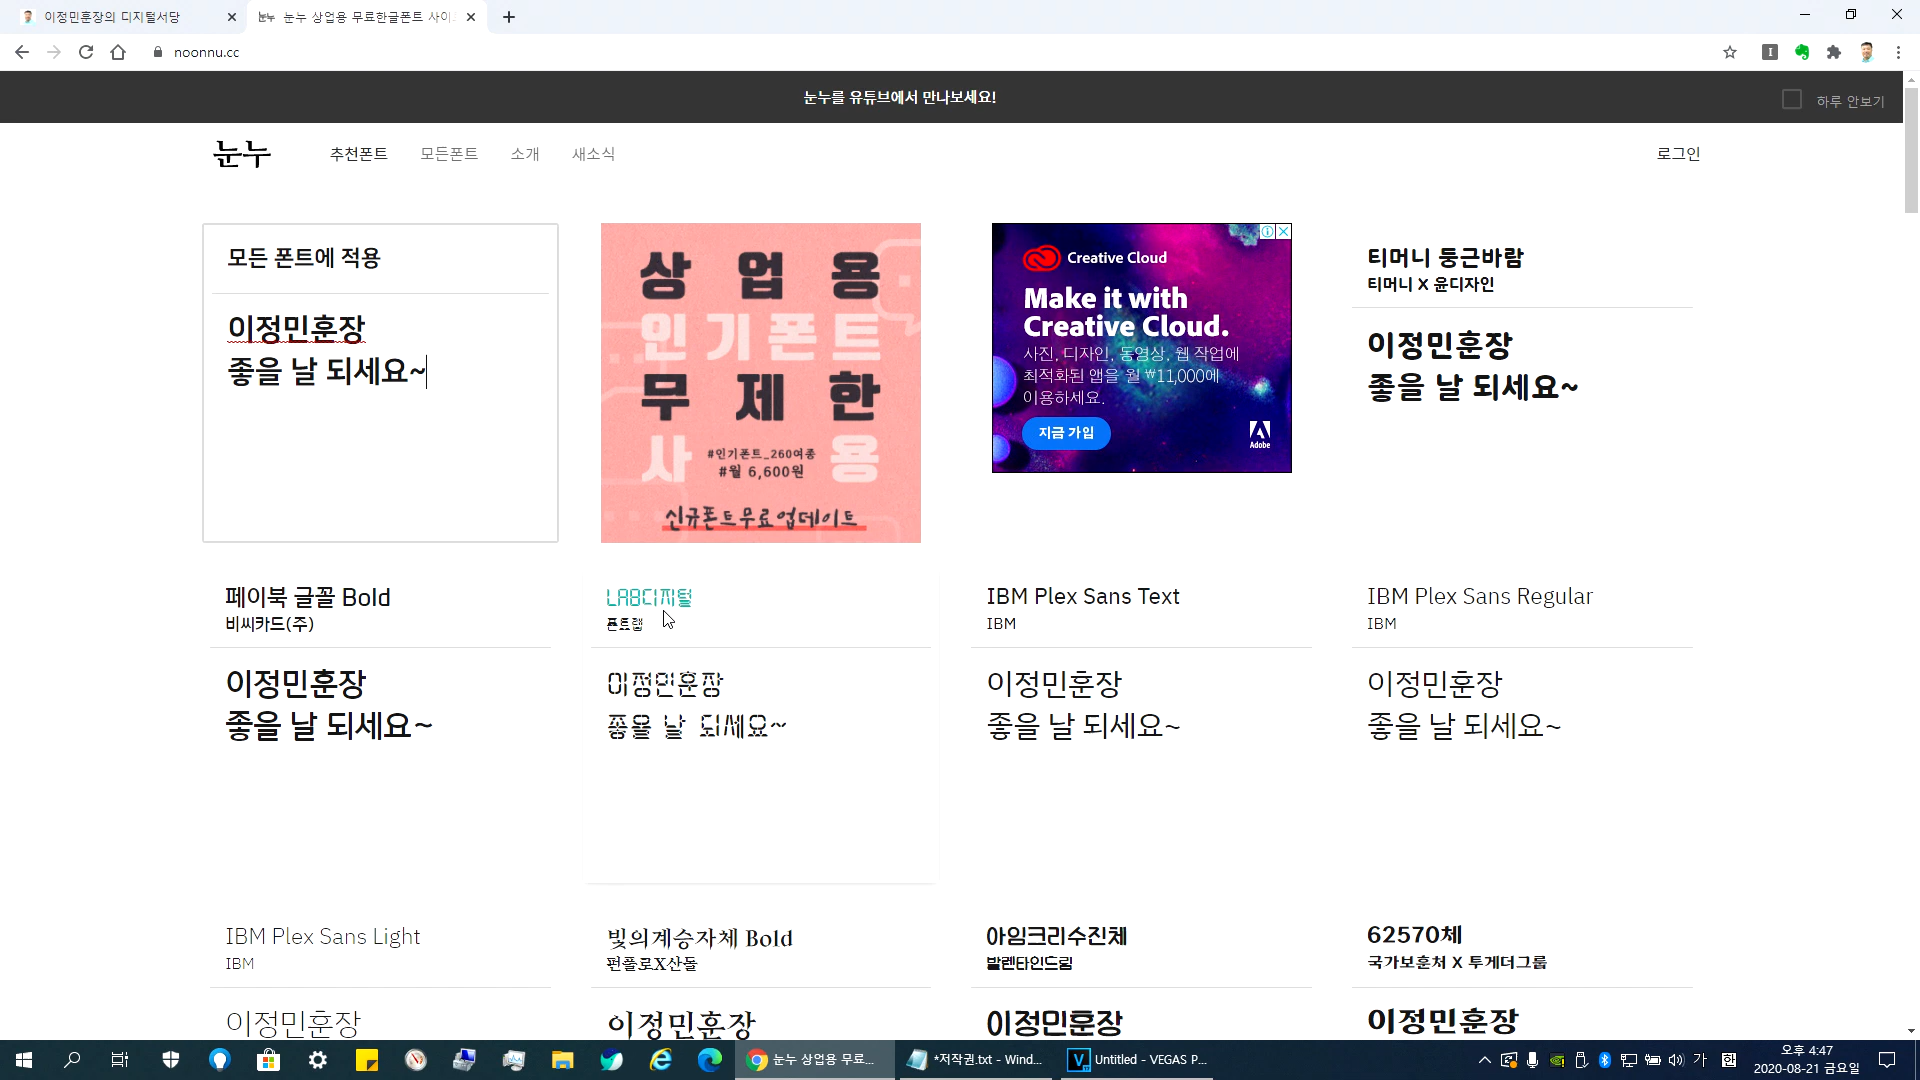 이정민훈장의 디지털서당
눈누 눈누 상업용 무료한글폰트 사이
noonnu.cc
눈누를 유튜브에서 만나보세요!
하루 안보기
눈누
추천폰트 모든폰트 소개 새소식
로그인
모든 폰트에 적용
이정민훈장
좋을 날 되세요~
상업용
인기폰트
무제한
사용
#인기폰트_260여종
#월 6,600원
신규폰트무료업데이트
Creative Cloud
Make it with
Creative Cloud.
사진, 디자인, 동영상, 웹 작업에
최적화된 앱을 월 ₩11,000에
이용하세요.
지금 가입
Adobe
티머니 둥근바람
티머니 X 윤디자인
이정민훈장
좋을 날 되세요~
페이북 글꼴 Bold
비씨카드(주)
이정민훈장
좋을 날 되세요~
LAB디지털
폰트랩
이정민훈장
좋을 날 되세요~
IBM Plex Sans Text
IBM
이정민훈장
좋을 날 되세요~
IBM Plex Sans Regular
IBM
이정민훈장
좋을 날 되세요~
IBM Plex Sans Light
IBM
이정민훈장
빛의계승자체 Bold
펀플로X산돌
이정민훈장
아임크리수진체
발렌타인드림
이정민훈장
62570체
국가보훈처 X 투게더그룹
이정민훈장
눈누 상업용 무료...
*저작권.txt - Wind...
Untitled - VEGAS P...
가
한
오후 4:47
2020-08-21 금요일